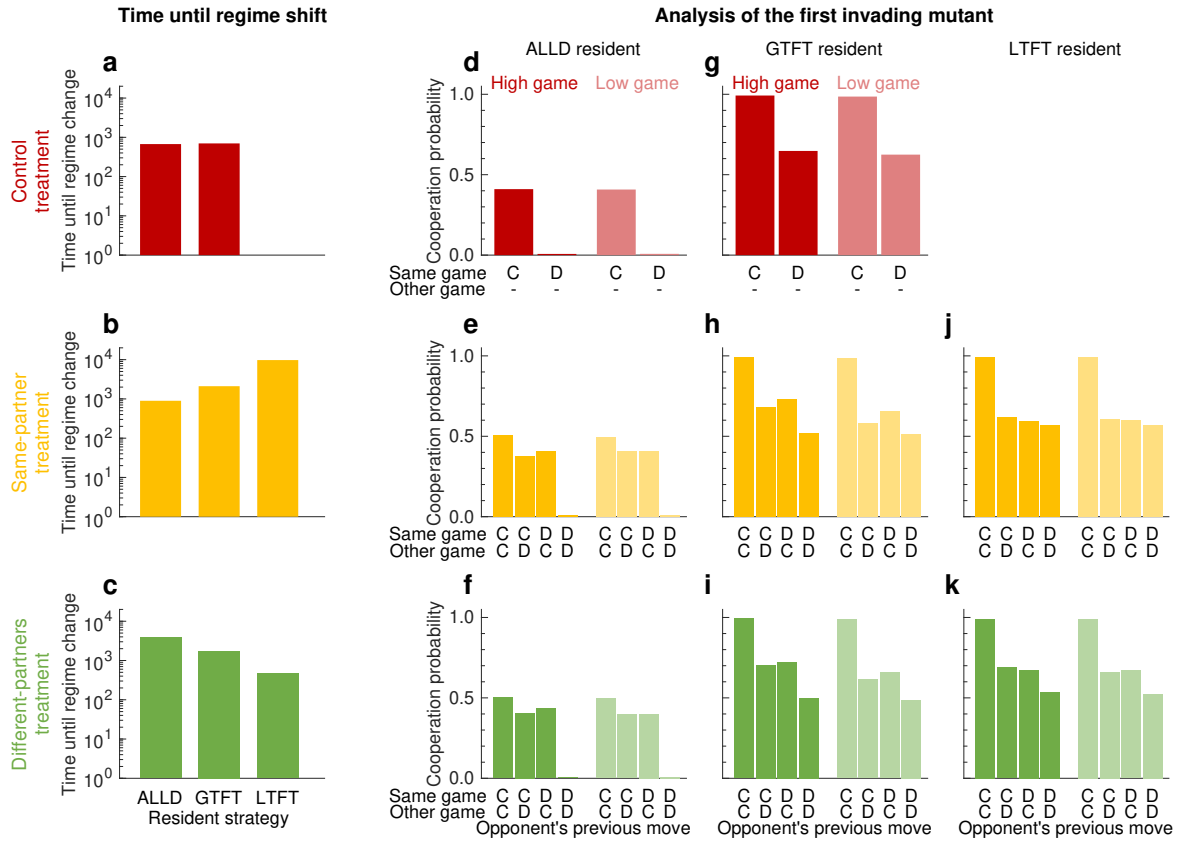 Time until regime shift
Analysis of the first invading mutant
ALLD resident
GTFT resident
LTFT resident
Control
treatment
a
Time until regime change
10^4
10^3
10^2
10^1
10^0
d
High game
Low game
Cooperation probability
1.0
0.5
0.0
Same game C D C D
Other game - - - -
g
High game
Low game
C D C D
- - - -
Same-partner
treatment
b
Time until regime change
10^4
10^3
10^2
10^1
10^0
e
Cooperation probability
1.0
0.5
0.0
Same game C C D D C C D D
Other game C D C D C D C D
h
C C D D C C D D
C D C D C D C D
j
C C D D C C D D
C D C D C D C D
Different-partners
treatment
c
Time until regime change
10^4
10^3
10^2
10^1
10^0
ALLD GTFT LTFT
Resident strategy
f
Cooperation probability
1.0
0.5
0.0
Same game C C D D C C D D
Other game C D C D C D C D
Opponent's previous move
i
C C D D C C D D
C D C D C D C D
Opponent's previous move
k
C C D D C C D D
C D C D C D C D
Opponent's previous move